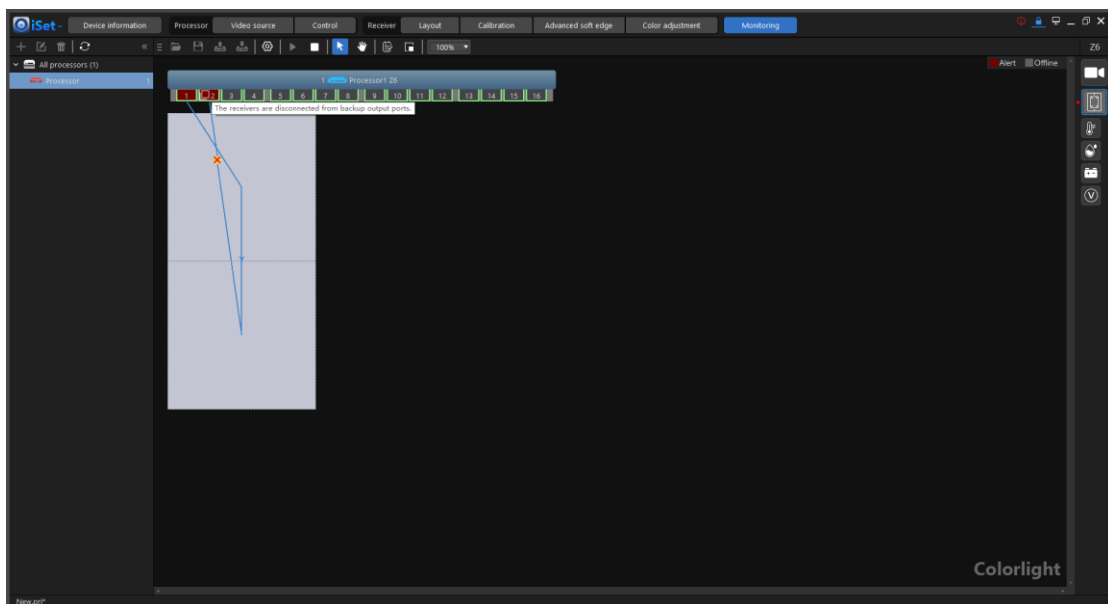 iSet
Device information
Processor
Video source
Control
Receiver
Layout
Calibration
Advanced soft edge
Color adjustment
Monitoring
100%
Z6
All processors (1)
Processor 1
1 Processor1 Z6
Alert Offline
1 2 3 4 5 6 7 8 9 10 11 12 13 14 15 16
The receivers are disconnected from backup output ports.
Colorlight
New.prl*